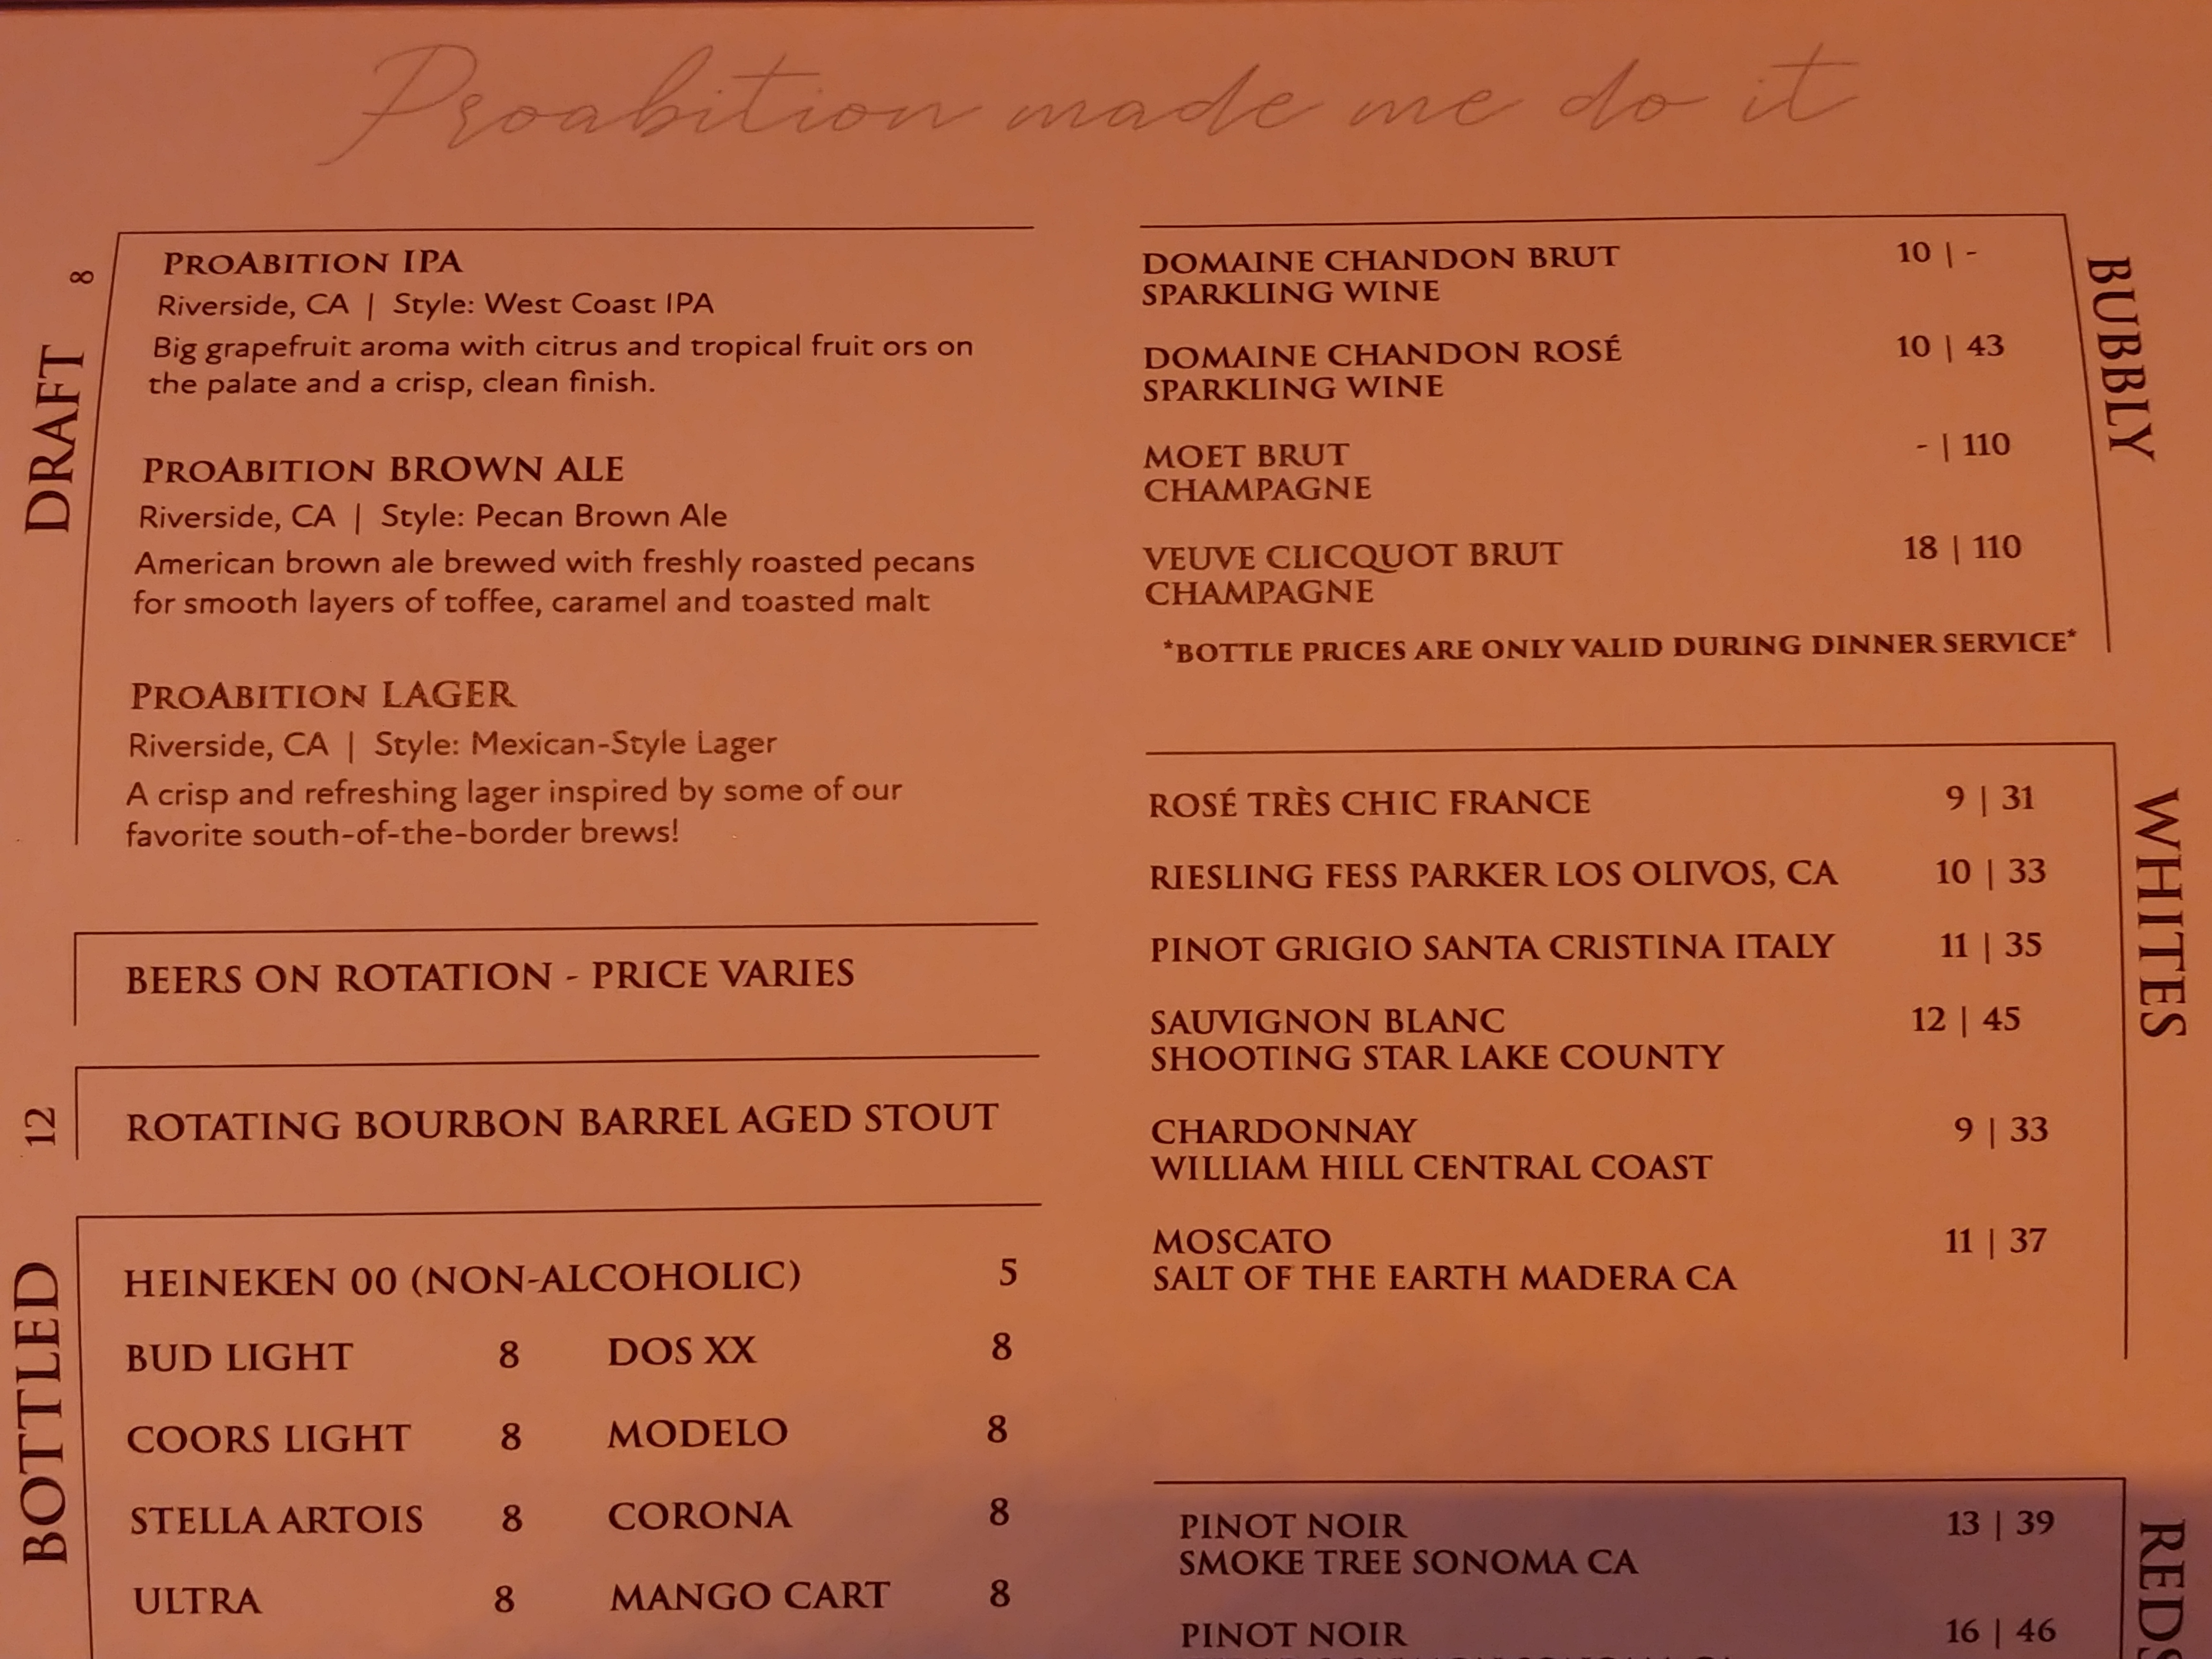 Proabition made me do it
DRAFT 8
PROABITION IPA
Riverside, CA | Style: West Coast IPA
Big grapefruit aroma with citrus and tropical fruit ors on
the palate and a crisp, clean finish.
PROABITION BROWN ALE
Riverside, CA | Style: Pecan Brown Ale
American brown ale brewed with freshly roasted pecans
for smooth layers of toffee, caramel and toasted malt
PROABITION LAGER
Riverside, CA | Style: Mexican-Style Lager
A crisp and refreshing lager inspired by some of our
favorite south-of-the-border brews!
BEERS ON ROTATION - PRICE VARIES
12
ROTATING BOURBON BARREL AGED STOUT
BOTTLED
HEINEKEN 00 (NON-ALCOHOLIC) 5
BUD LIGHT 8 DOS XX 8
COORS LIGHT 8 MODELO 8
STELLA ARTOIS 8 CORONA 8
ULTRA 8 MANGO CART 8
BUBBLY
DOMAINE CHANDON BRUT 10 | -
SPARKLING WINE
DOMAINE CHANDON ROSÉ 10 | 43
SPARKLING WINE
MOET BRUT - | 110
CHAMPAGNE
VEUVE CLICQUOT BRUT 18 | 110
CHAMPAGNE
*BOTTLE PRICES ARE ONLY VALID DURING DINNER SERVICE*
WHITES
ROSÉ TRÈS CHIC FRANCE 9 | 31
RIESLING FESS PARKER LOS OLIVOS, CA 10 | 33
PINOT GRIGIO SANTA CRISTINA ITALY 11 | 35
SAUVIGNON BLANC 12 | 45
SHOOTING STAR LAKE COUNTY
CHARDONNAY 9 | 33
WILLIAM HILL CENTRAL COAST
MOSCATO 11 | 37
SALT OF THE EARTH MADERA CA
REDS
PINOT NOIR 13 | 39
SMOKE TREE SONOMA CA
PINOT NOIR 16 | 46